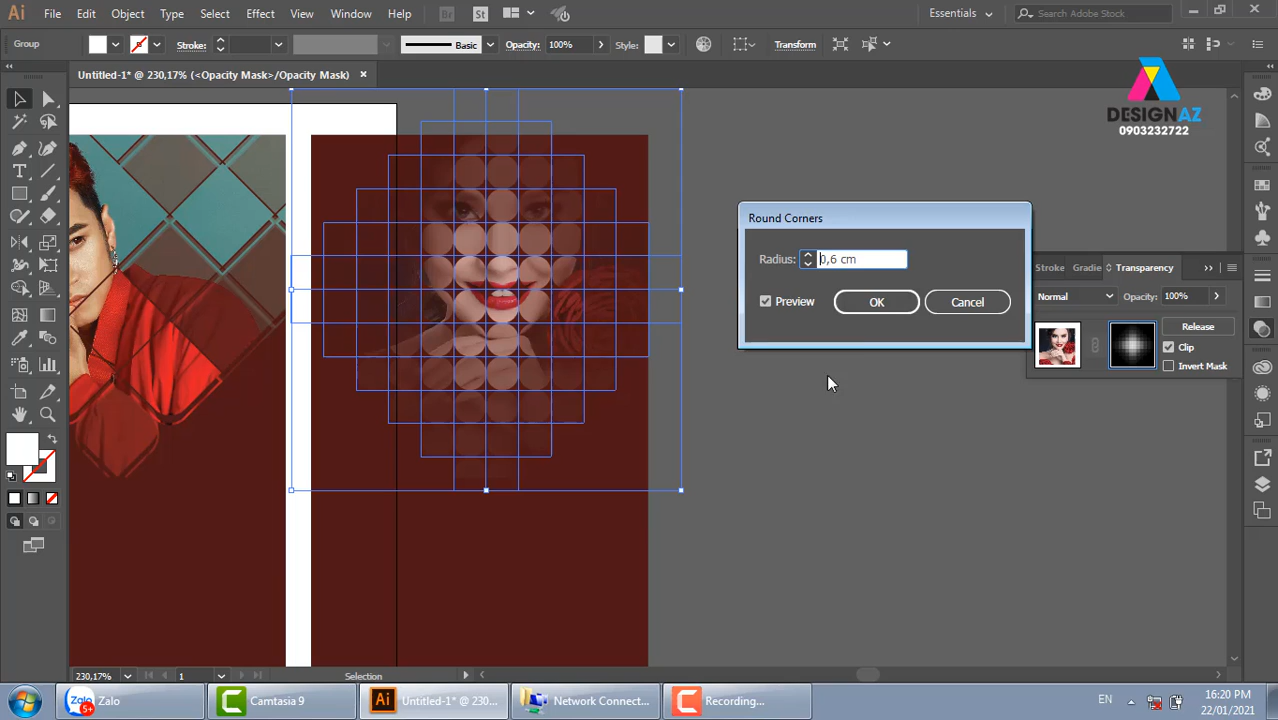 Ai File Edit Object Type Select Effect View Window Help Br St Essentials Search Adobe Stock
Group Stroke: Basic Opacity: 100% Style: Transform
Untitled-1* @ 230,17% (<Opacity Mask>/Opacity Mask)
DESIGNAZ
0903232722
Round Corners
Radius: 0,6 cm
Preview OK Cancel
Stroke Gradie Transparency
Normal Opacity: 100%
Release
Clip
Invert Mask
230,17% 1 Selection
Zalo 5+ Camtasia 9 Untitled-1* @ 230... Network Connect... Recording... EN 16:20
22/01/2021